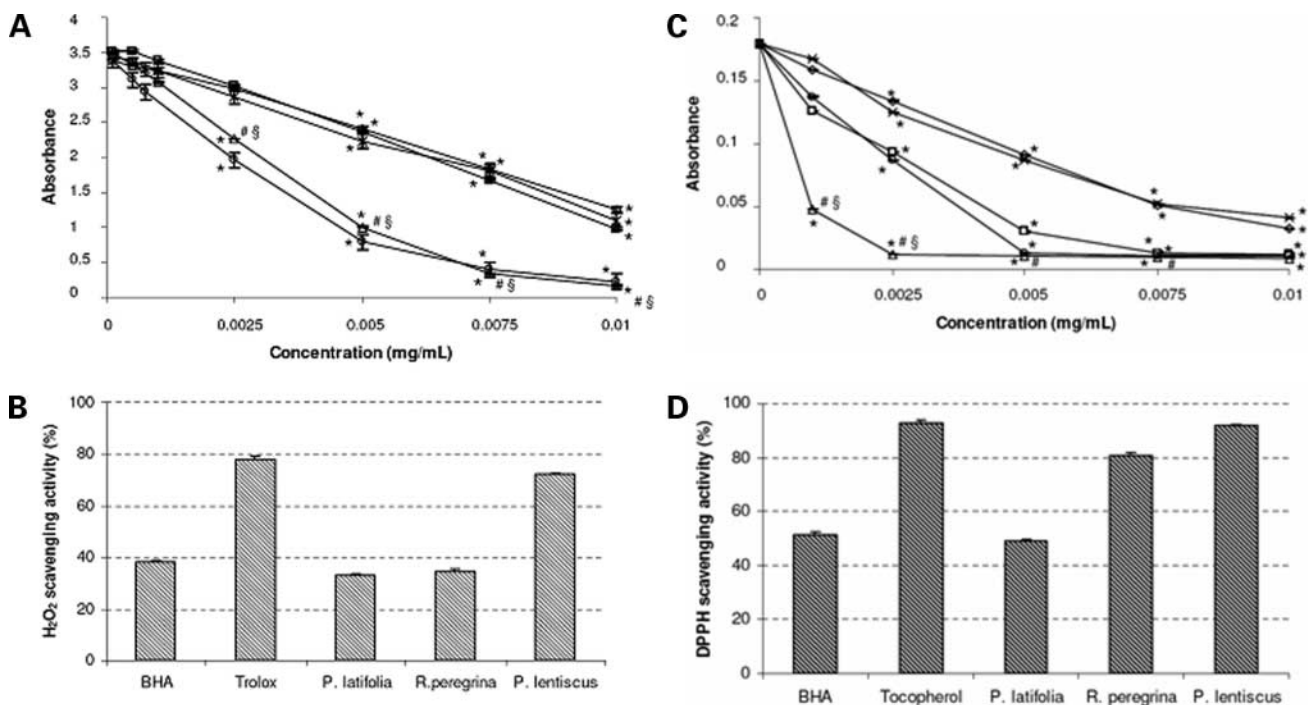 A
4
3.5
3
2.5
2
1.5
1
0.5
0
Absorbance
# §
# §
# §
# §
0 0.0025 0.005 0.0075 0.01
Concentration (mg/mL)
C
0.2
0.15
0.1
0.05
0
Absorbance
# §
# §
#
#
0 0.0025 0.005 0.0075 0.01
Concentration (mg/mL)
B
100
80
60
40
20
0
H₂O₂ scavenging activity (%)
BHA Trolox P. latifolia R.peregrina P. lentiscus
D
100
80
60
40
20
0
DPPH scavenging activity (%)
BHA Tocopherol P. latifolia R. peregrina P. lentiscus